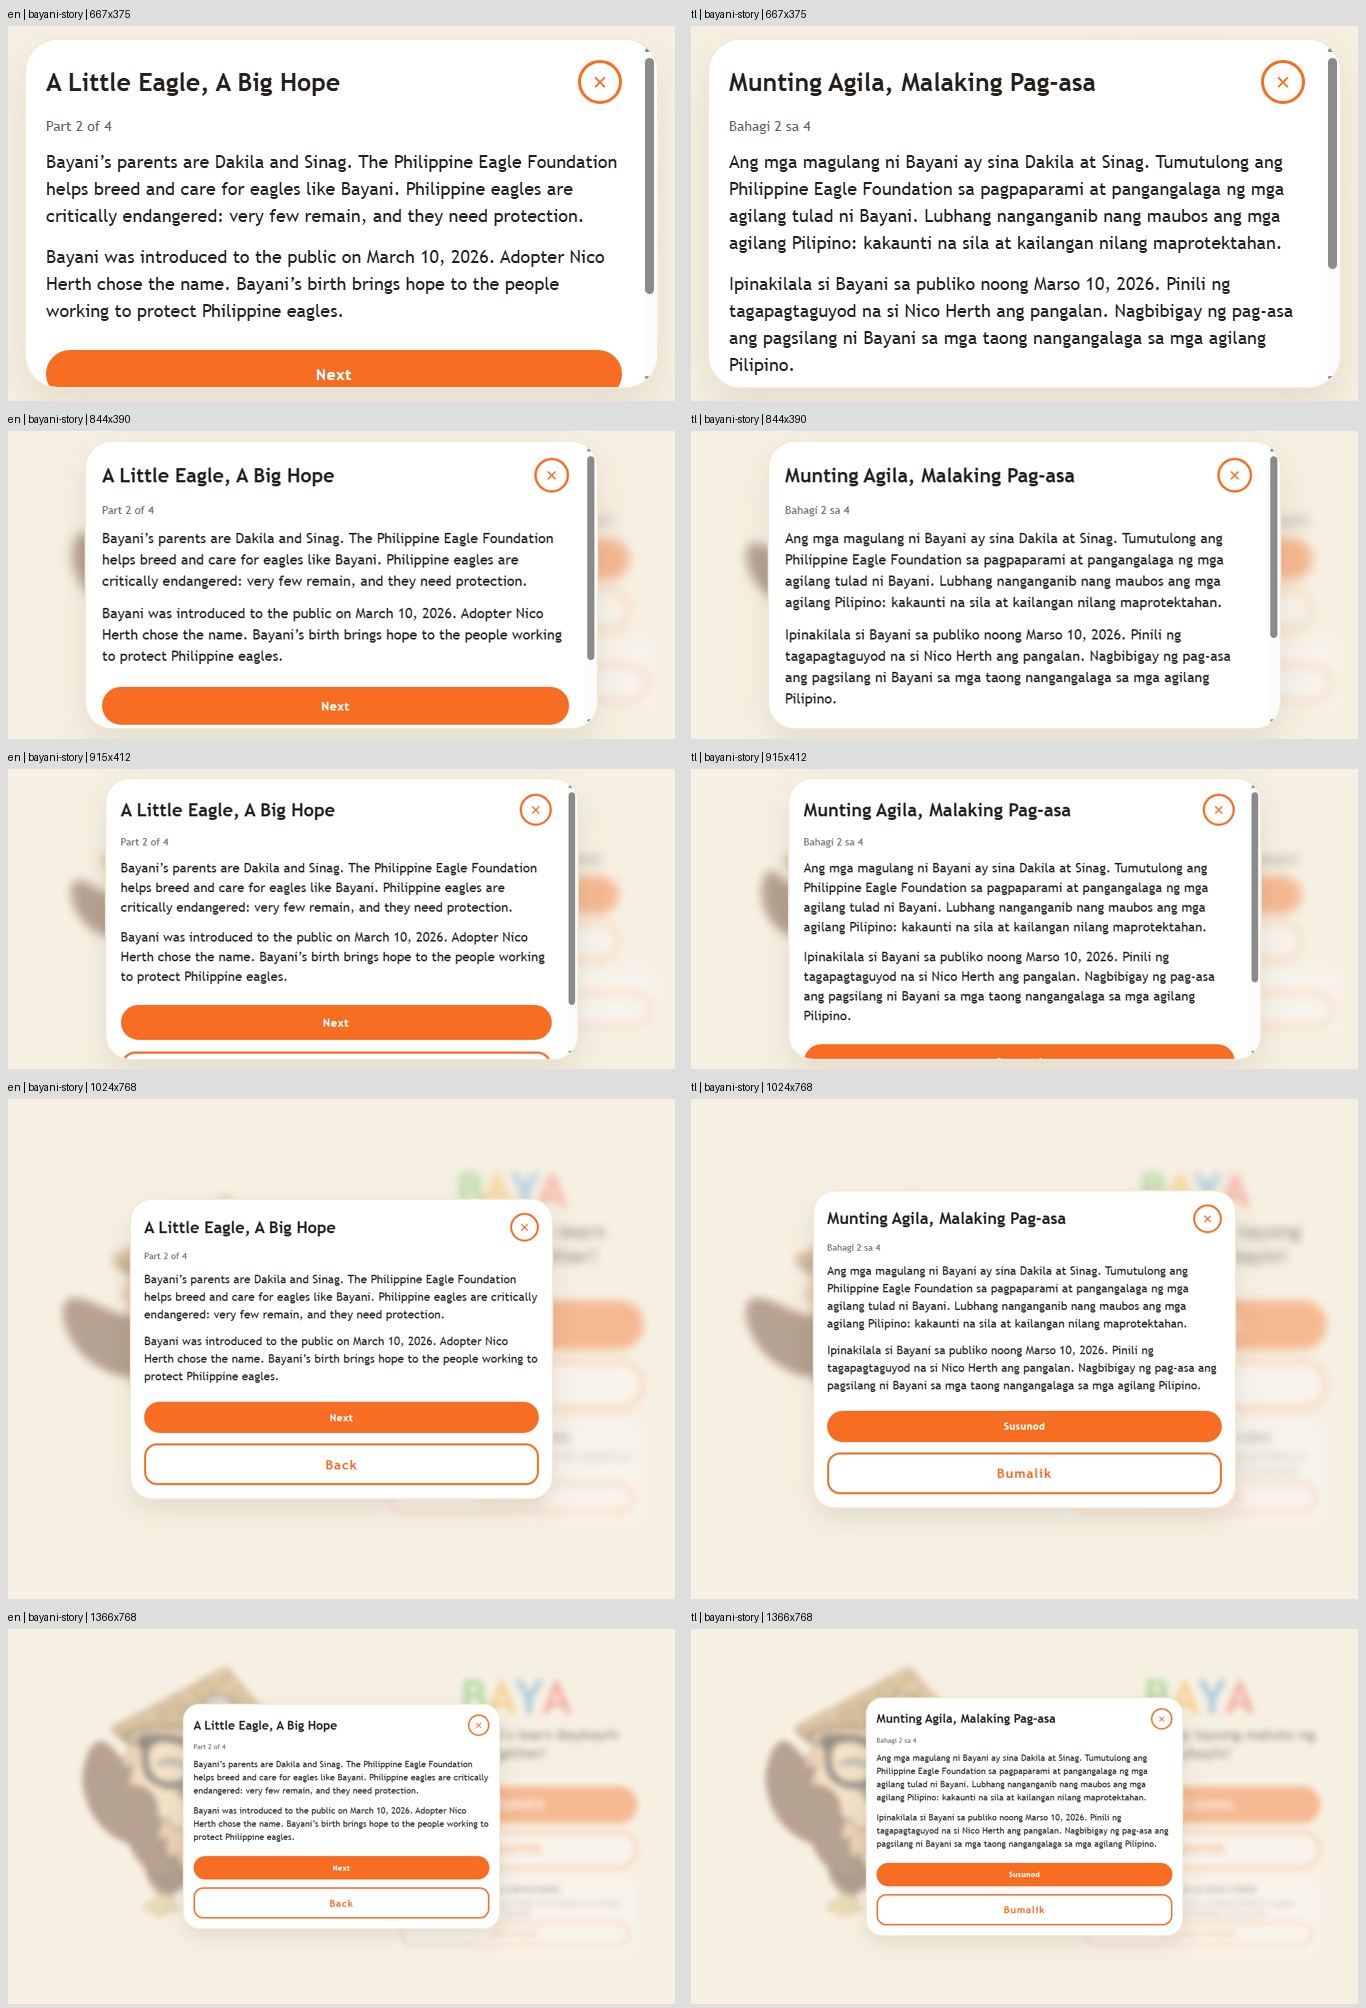 en | bayani-story | 667x375
A Little Eagle, A Big Hope
Part 2 of 4
Bayani’s parents are Dakila and Sinag. The Philippine Eagle Foundation
helps breed and care for eagles like Bayani. Philippine eagles are
critically endangered: very few remain, and they need protection.
Bayani was introduced to the public on March 10, 2026. Adopter Nico
Herth chose the name. Bayani’s birth brings hope to the people
working to protect Philippine eagles.
Next
tl | bayani-story | 667x375
Munting Agila, Malaking Pag-asa
Bahagi 2 sa 4
Ang mga magulang ni Bayani ay sina Dakila at Sinag. Tumutulong ang
Philippine Eagle Foundation sa pagpaparami at pangangalaga ng mga
agilang tulad ni Bayani. Lubhang nanganganib nang maubos ang mga
agilang Pilipino: kakaunti na sila at kailangan nilang maprotektahan.
Ipinakilala si Bayani sa publiko noong Marso 10, 2026. Pinili ng
tagapagtaguyod na si Nico Herth ang pangalan. Nagbibigay ng pag-asa
ang pagsilang ni Bayani sa mga taong nangangalaga sa mga agilang
Pilipino.
en | bayani-story | 844x390
A Little Eagle, A Big Hope
Part 2 of 4
Bayani’s parents are Dakila and Sinag. The Philippine Eagle Foundation
helps breed and care for eagles like Bayani. Philippine eagles are
critically endangered: very few remain, and they need protection.
Bayani was introduced to the public on March 10, 2026. Adopter Nico
Herth chose the name. Bayani’s birth brings hope to the people working
to protect Philippine eagles.
Next
tl | bayani-story | 844x390
Munting Agila, Malaking Pag-asa
Bahagi 2 sa 4
Ang mga magulang ni Bayani ay sina Dakila at Sinag. Tumutulong ang
Philippine Eagle Foundation sa pagpaparami at pangangalaga ng mga
agilang tulad ni Bayani. Lubhang nanganganib nang maubos ang mga
agilang Pilipino: kakaunti na sila at kailangan nilang maprotektahan.
Ipinakilala si Bayani sa publiko noong Marso 10, 2026. Pinili ng
tagapagtaguyod na si Nico Herth ang pangalan. Nagbibigay ng pag-asa
ang pagsilang ni Bayani sa mga taong nangangalaga sa mga agilang
Pilipino.
en | bayani-story | 915x412
A Little Eagle, A Big Hope
Part 2 of 4
Bayani’s parents are Dakila and Sinag. The Philippine Eagle Foundation
helps breed and care for eagles like Bayani. Philippine eagles are
critically endangered: very few remain, and they need protection.
Bayani was introduced to the public on March 10, 2026. Adopter Nico
Herth chose the name. Bayani’s birth brings hope to the people working
to protect Philippine eagles.
Next
tl | bayani-story | 915x412
Munting Agila, Malaking Pag-asa
Bahagi 2 sa 4
Ang mga magulang ni Bayani ay sina Dakila at Sinag. Tumutulong ang
Philippine Eagle Foundation sa pagpaparami at pangangalaga ng mga
agilang tulad ni Bayani. Lubhang nanganganib nang maubos ang mga
agilang Pilipino: kakaunti na sila at kailangan nilang maprotektahan.
Ipinakilala si Bayani sa publiko noong Marso 10, 2026. Pinili ng
tagapagtaguyod na si Nico Herth ang pangalan. Nagbibigay ng pag-asa
ang pagsilang ni Bayani sa mga taong nangangalaga sa mga agilang
Pilipino.
en | bayani-story | 1024x768
BAYA
learn
A Little Eagle, A Big Hope
Part 2 of 4
Bayani’s parents are Dakila and Sinag. The Philippine Eagle Foundation
helps breed and care for eagles like Bayani. Philippine eagles are critically
endangered: very few remain, and they need protection.
Bayani was introduced to the public on March 10, 2026. Adopter Nico
Herth chose the name. Bayani’s birth brings hope to the people working to
protect Philippine eagles.
Next
Back
tl | bayani-story | 1024x768
BAYA
Munting Agila, Malaking Pag-asa
Bahagi 2 sa 4
Ang mga magulang ni Bayani ay sina Dakila at Sinag. Tumutulong ang
Philippine Eagle Foundation sa pagpaparami at pangangalaga ng mga
agilang tulad ni Bayani. Lubhang nanganganib nang maubos ang mga
agilang Pilipino: kakaunti na sila at kailangan nilang maprotektahan.
Ipinakilala si Bayani sa publiko noong Marso 10, 2026. Pinili ng
tagapagtaguyod na si Nico Herth ang pangalan. Nagbibigay ng pag-asa ang
pagsilang ni Bayani sa mga taong nangangalaga sa mga agilang Pilipino.
Susunod
Bumalik
en | bayani-story | 1366x768
BAYA
learn Baybayin
A Little Eagle, A Big Hope
Part 2 of 4
Bayani’s parents are Dakila and Sinag. The Philippine Eagle Foundation
helps breed and care for eagles like Bayani. Philippine eagles are critically
endangered: very few remain, and they need protection.
Bayani was introduced to the public on March 10, 2026. Adopter Nico
Herth chose the name. Bayani’s birth brings hope to the people working to
protect Philippine eagles.
Next
Back
tl | bayani-story | 1366x768
BAYA
tayong matuto ng
Munting Agila, Malaking Pag-asa
Bahagi 2 sa 4
Ang mga magulang ni Bayani ay sina Dakila at Sinag. Tumutulong ang
Philippine Eagle Foundation sa pagpaparami at pangangalaga ng mga
agilang tulad ni Bayani. Lubhang nanganganib nang maubos ang mga
agilang Pilipino: kakaunti na sila at kailangan nilang maprotektahan.
Ipinakilala si Bayani sa publiko noong Marso 10, 2026. Pinili ng
tagapagtaguyod na si Nico Herth ang pangalan. Nagbibigay ng pag-asa ang
pagsilang ni Bayani sa mga taong nangangalaga sa mga agilang Pilipino.
Susunod
Bumalik